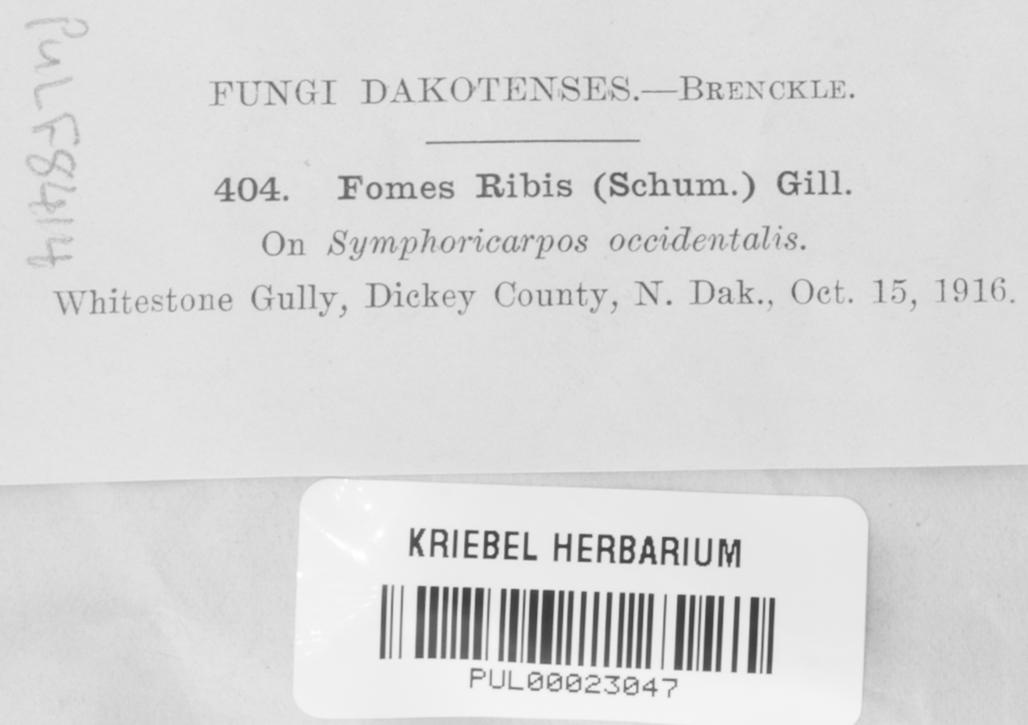 PUL F8414
FUNGI DAKOTENSES.—BRENCKLE.
404. Fomes Ribis (Schum.) Gill.
On Symphoricarpos occidentalis.
Whitestone Gully, Dickey County, N. Dak., Oct. 15, 1916.
KRIEBEL HERBARIUM
PUL00023047